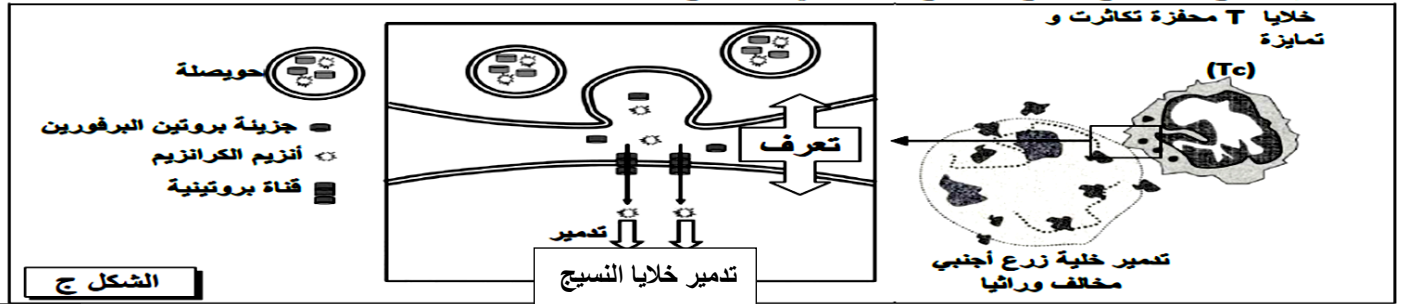 خلايا T محفزة تكاثرت و
تمايزة
(Tc)
حويصلة
جزيئة بروتين البرفورين
أنزيم الكرانزيم
قناة بروتينية
تعرف
تدمير
تدمير خلايا النسيج
تدمير خلية زرع أجنبي
مخالف وراثيا
الشكل ج